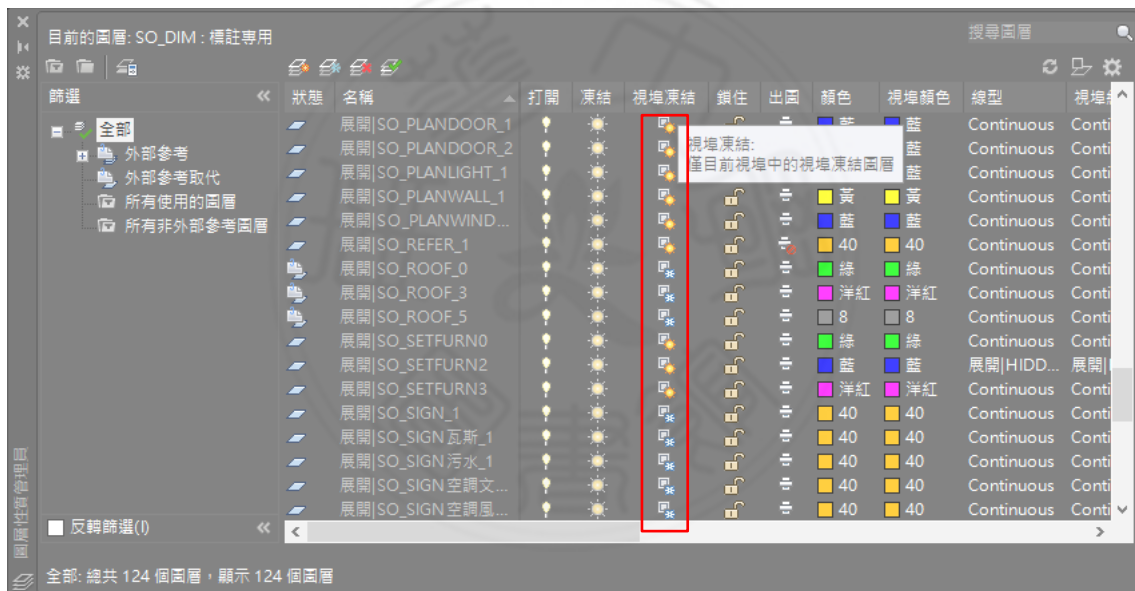 目前的圖層: SO_DIM : 標註專用
搜尋圖層
篩選
狀態 名稱 打開 凍結 視埠凍結 鎖住 出圖 顏色 視埠顏色 線型
全部
外部參考
外部參考取代
所有使用的圖層
所有非外部參考圖層
展開|SO_PLANDOOR_1 Continuous Conti
展開|SO_PLANDOOR_2 藍 Continuous Conti
視埠凍結:
僅目前視埠中的視埠凍結圖層
展開|SO_PLANLIGHT_1 藍 Continuous Conti
展開|SO_PLANWALL_1 黃 黃 Continuous Conti
展開|SO_PLANWIND... 藍 藍 Continuous Conti
展開|SO_REFER_1 40 40 Continuous Conti
展開|SO_ROOF_0 綠 綠 Continuous Conti
展開|SO_ROOF_3 洋紅 洋紅 Continuous Conti
展開|SO_ROOF_5 8 8 Continuous Conti
展開|SO_SETFURN0 綠 綠 Continuous Conti
展開|SO_SETFURN2 藍 藍 展開|HIDD... 展開|
展開|SO_SETFURN3 洋紅 洋紅 Continuous Conti
展開|SO_SIGN_1 40 40 Continuous Conti
展開|SO_SIGN瓦斯_1 40 40 Continuous Conti
展開|SO_SIGN污水_1 40 40 Continuous Conti
展開|SO_SIGN空調文... 40 40 Continuous Conti
展開|SO_SIGN空調風... 40 40 Continuous Conti
反轉篩選(I)
全部: 總共 124 個圖層，顯示 124 個圖層
圖層性質管理員